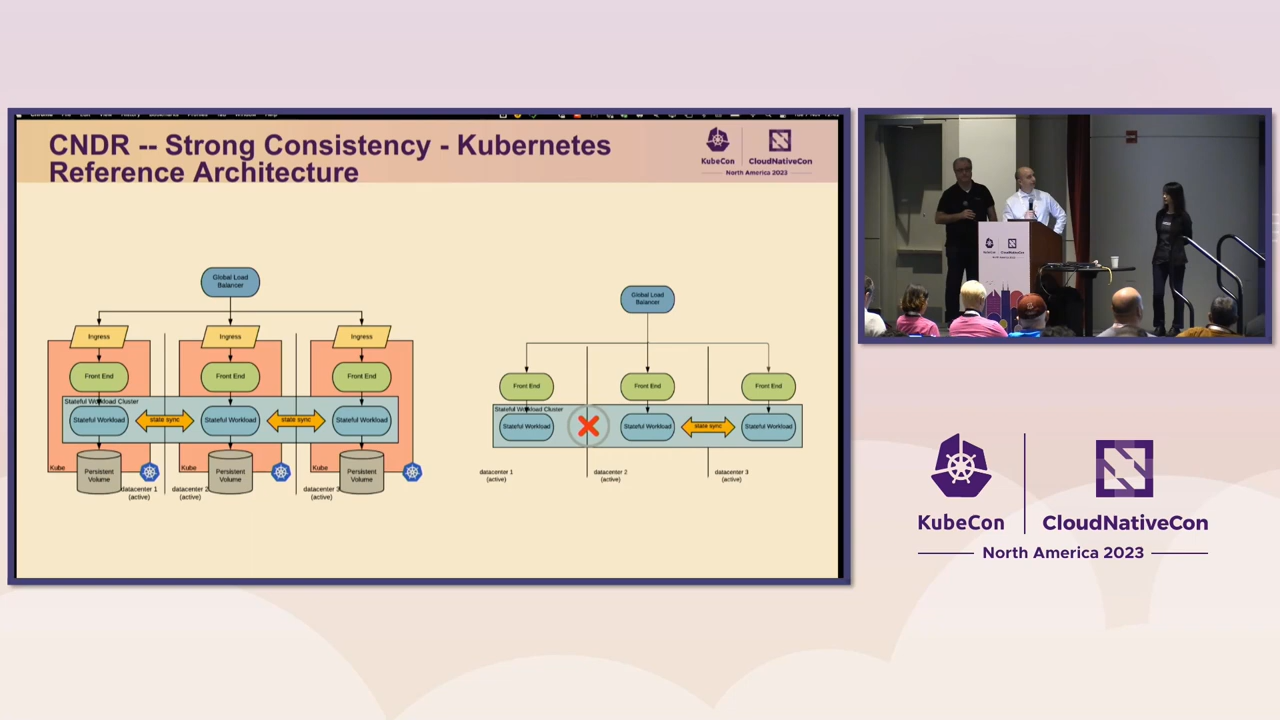 CNDR -- Strong Consistency - Kubernetes
Reference Architecture
KubeCon
CloudNativeCon
North America 2023
Global Load
Balancer
Ingress
Ingress
Ingress
Front End
Front End
Front End
Stateful Workload Cluster
Stateful Workload
state sync
Stateful Workload
state sync
Stateful Workload
Kube
Persistent
Volume
Kube
Persistent
Volume
Kube
Persistent
Volume
datacenter 1
(active)
datacenter 2
(active)
datacenter 3
(active)
Global Load
Balancer
Front End
Front End
Front End
Stateful Workload Cluster
Stateful Workload
Stateful Workload
state sync
Stateful Workload
datacenter 1
(active)
datacenter 2
(active)
datacenter 3
(active)
KubeCon
CloudNativeCon
North America 2023